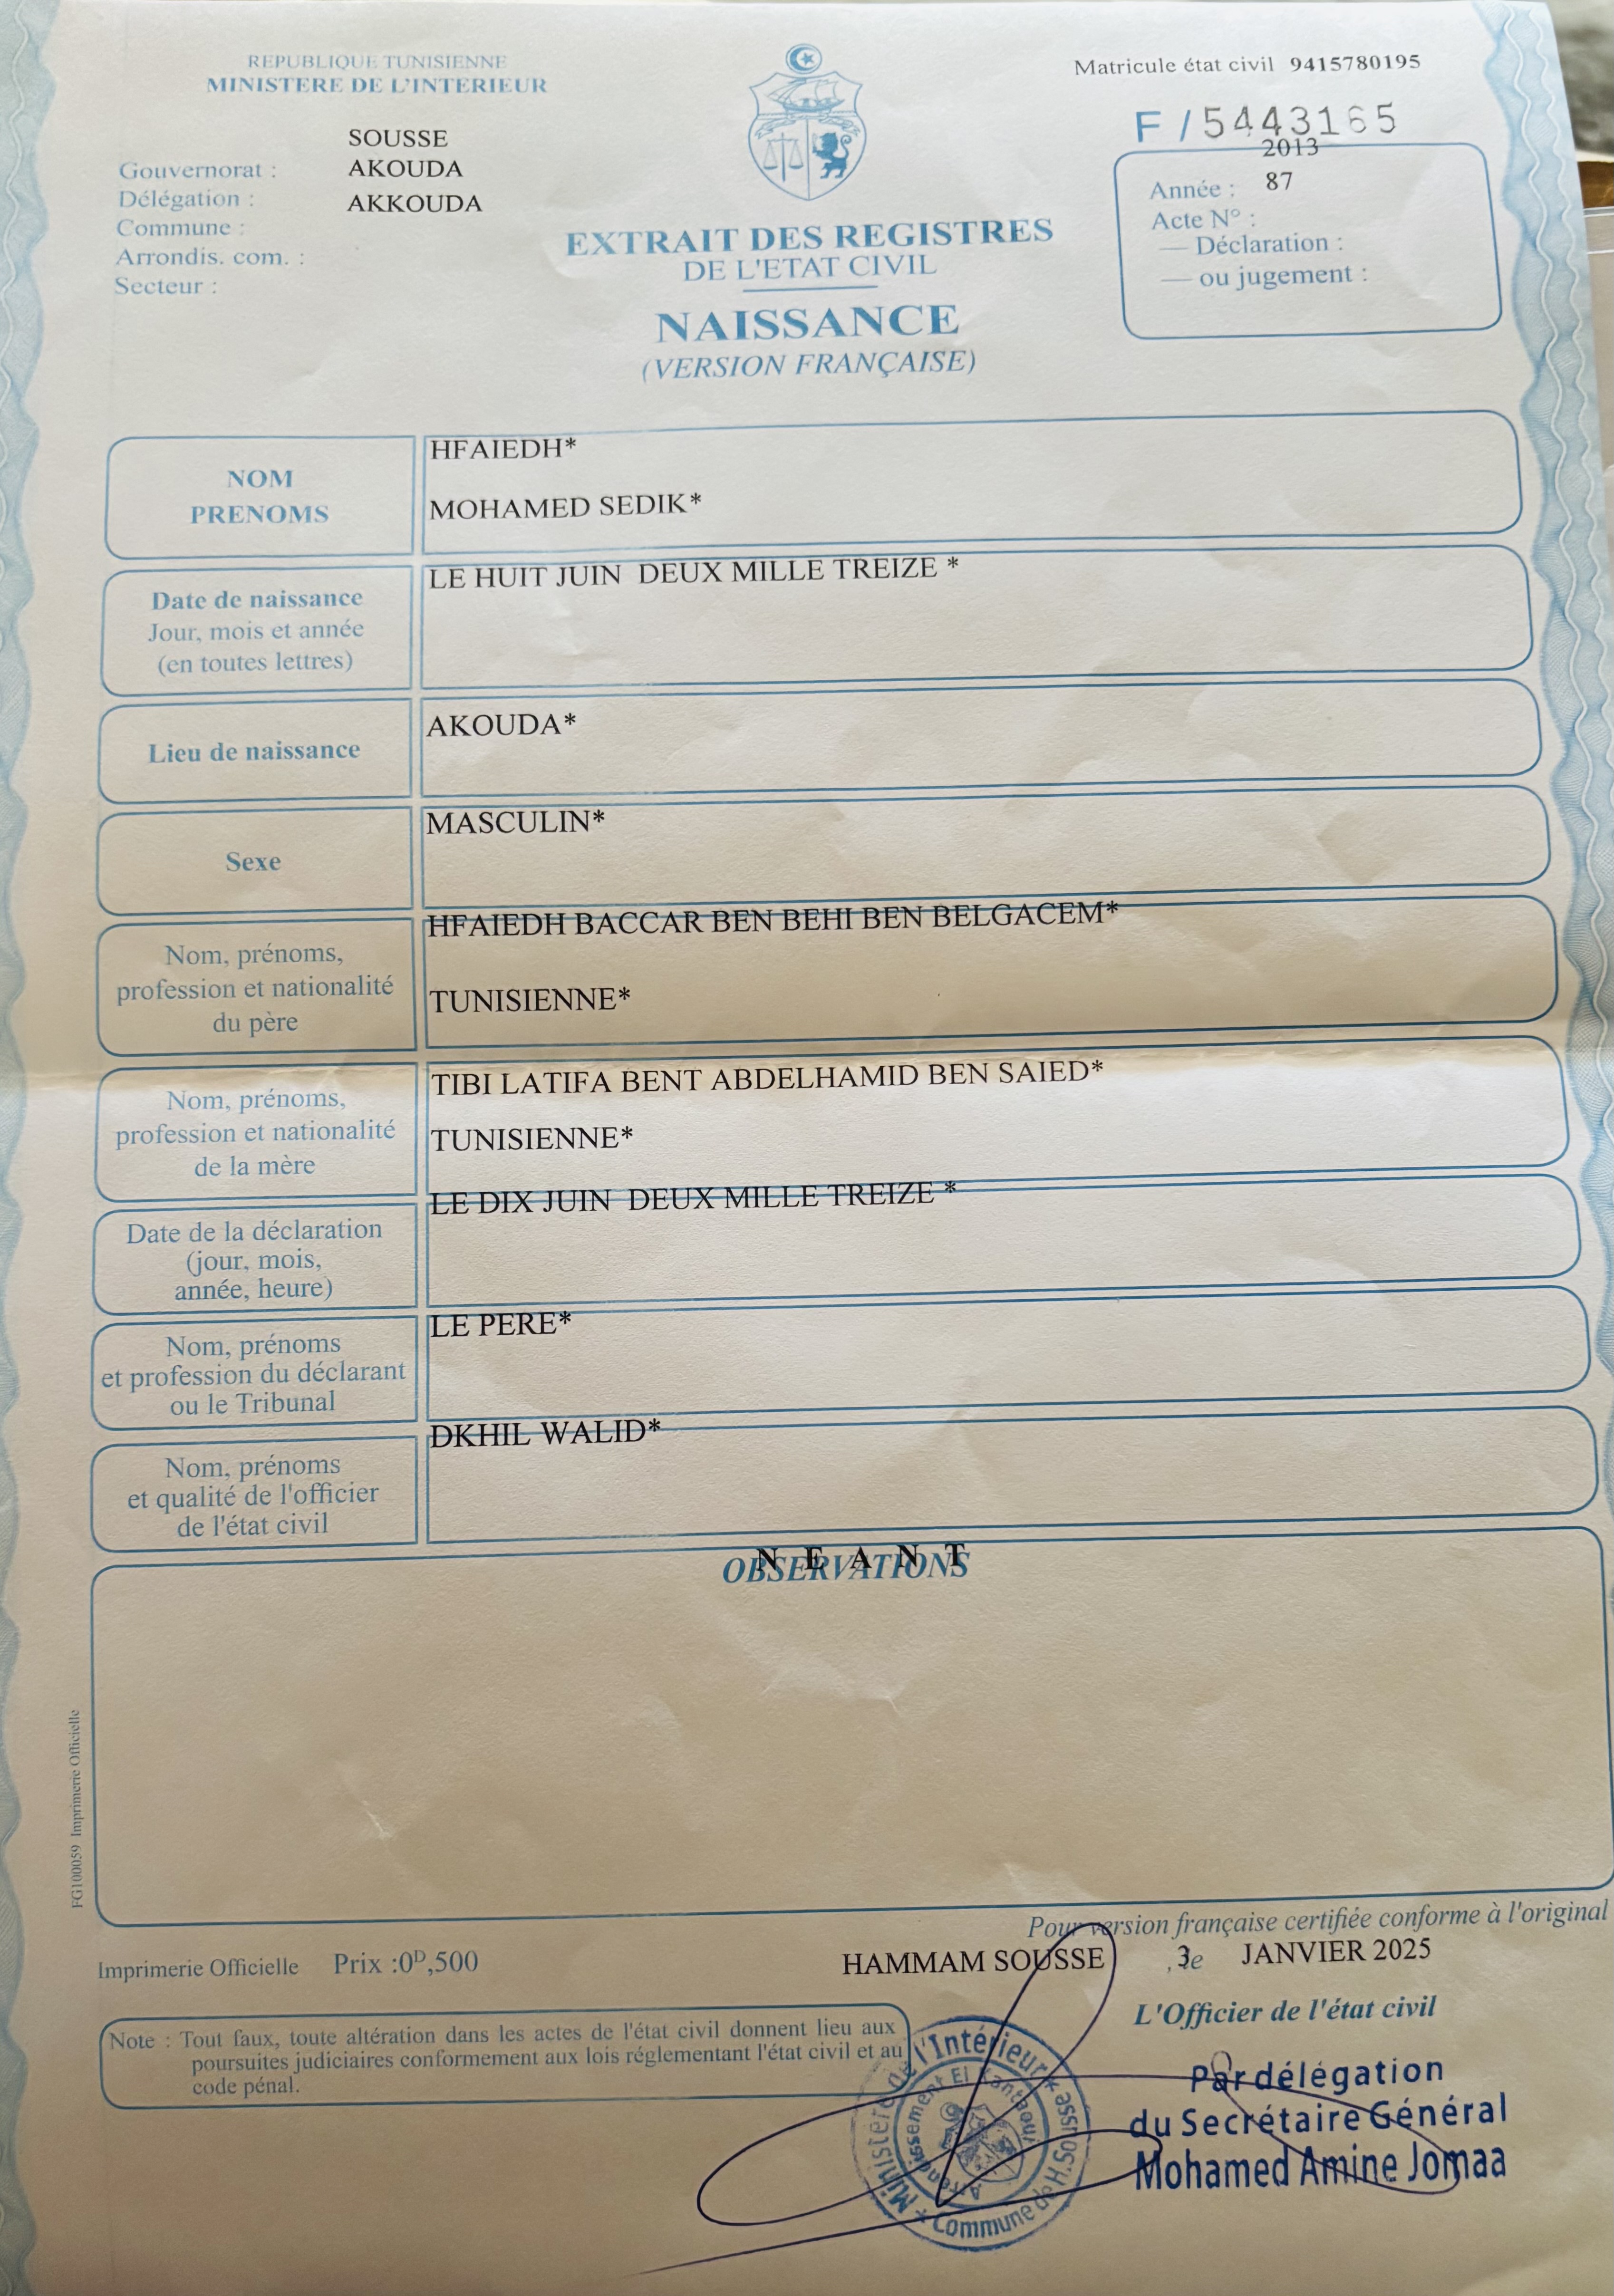 REPUBLIQUE TUNISIENNE
MINISTERE DE L'INTERIEUR
Matricule état civil 9415780195
F / 5443165
SOUSSE
Gouvernorat : AKOUDA
Délégation : AKKOUDA
Commune :
Arrondis. com. :
Secteur :
2013
Année : 87
Acte N° :
— Déclaration :
— ou jugement :
EXTRAIT DES REGISTRES
DE L'ETAT CIVIL
NAISSANCE
(VERSION FRANÇAISE)
NOM
PRENOMS
HFAIEDH*
MOHAMED SEDIK*
Date de naissance
Jour, mois et année
(en toutes lettres)
LE HUIT JUIN DEUX MILLE TREIZE *
Lieu de naissance
AKOUDA*
Sexe
MASCULIN*
Nom, prénoms,
profession et nationalité
du père
HFAIEDH BACCAR BEN BEHI BEN BELGACEM*
TUNISIENNE*
Nom, prénoms,
profession et nationalité
de la mère
TIBI LATIFA BENT ABDELHAMID BEN SAIED*
TUNISIENNE*
Date de la déclaration
(jour, mois,
année, heure)
LE DIX JUIN DEUX MILLE TREIZE *
Nom, prénoms
et profession du déclarant
ou le Tribunal
LE PERE*
Nom, prénoms
et qualité de l'officier
de l'état civil
DKHIL WALID*
N E A N T
OBSERVATIONS
FG100059 Imprimerie Officielle
Pour version française certifiée conforme à l'original
Imprimerie Officielle Prix :0D,500
HAMMAM SOUSSE ,3e JANVIER 2025
L'Officier de l'état civil
Note : Tout faux, toute altération dans les actes de l'état civil donnent lieu aux
poursuites judiciaires conformement aux lois réglementant l'état civil et au
code pénal.
Ministère de l'Intérieur * Commune de H.Sousse *
Arrondissement El Kantaoui
Par délégation
du Secrétaire Général
Mohamed Amine Jomaa